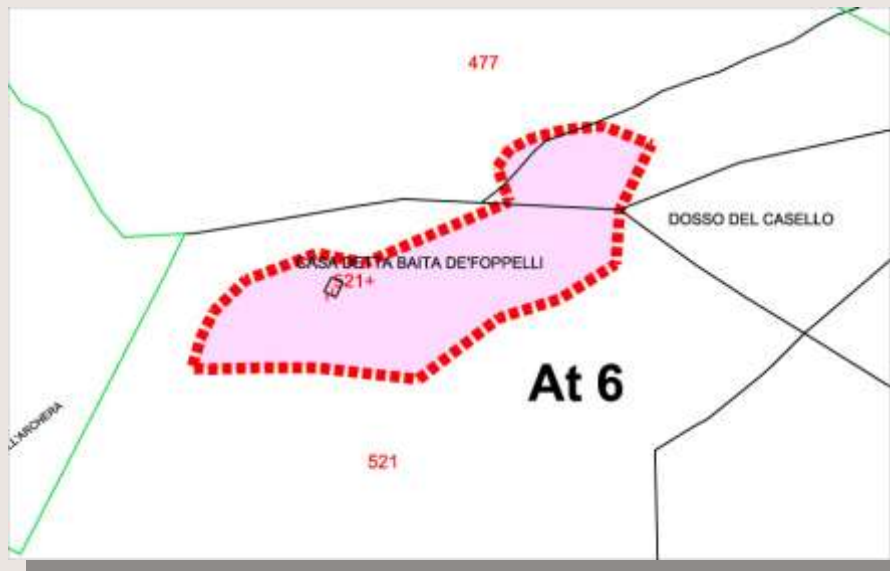 477
DOSSO DEL CASELLO
CASA DETTA BAITA DE'FOPPELLI
521+
At 6
521